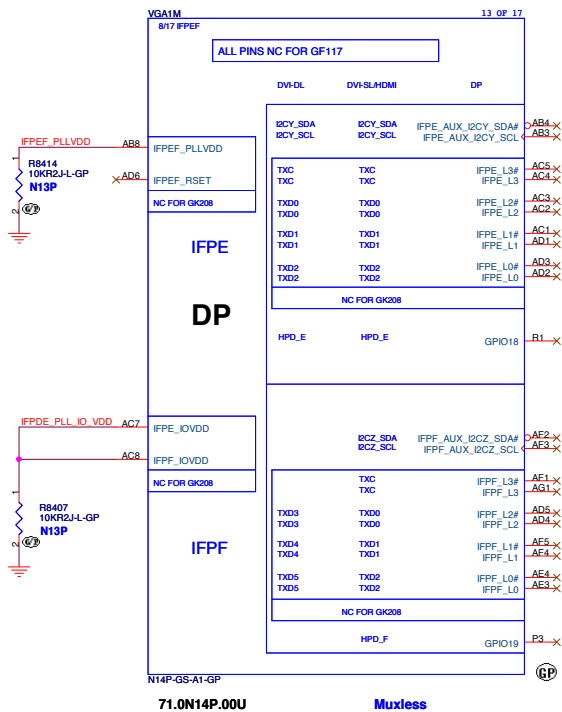 VGA1M 13 OF 17
8/17 IFPEF
ALL PINS NC FOR GF117
DVI-DL DVI-SL/HDMI DP
I2CY_SDA I2CY_SDA IFPE_AUX_I2CY_SDA# AB4
I2CY_SCL I2CY_SCL IFPE_AUX_I2CY_SCL AB3
IFPEF_PLLVDD AB8 IFPEF_PLLVDD
1
R8414
10KR2J-L-GP
N13P
2
AD6 IFPEF_RSET
NC FOR GK208
TXC TXC IFPE_L3# AC5
TXC TXC IFPE_L3 AC4
TXD0 TXD0 IFPE_L2# AC3
TXD0 TXD0 IFPE_L2 AC2
TXD1 TXD1 IFPE_L1# AC1
TXD1 TXD1 IFPE_L1 AD1
TXD2 TXD2 IFPE_L0# AD3
TXD2 TXD2 IFPE_L0 AD2
IFPE
NC FOR GK208
DP
HPD_E HPD_E GPIO18 R1
IFPDE_PLL_IO_VDD AC7 IFPE_IOVDD
AC8 IFPF_IOVDD
NC FOR GK208
1
R8407
10KR2J-L-GP
N13P
2
I2CZ_SDA IFPF_AUX_I2CZ_SDA# AF2
I2CZ_SCL IFPF_AUX_I2CZ_SCL AF3
TXC IFPF_L3# AF1
TXC IFPF_L3 AG1
TXD3 TXD0 IFPF_L2# AD5
TXD3 TXD0 IFPF_L2 AD4
TXD4 TXD1 IFPF_L1# AF5
TXD4 TXD1 IFPF_L1 AF4
TXD5 TXD2 IFPF_L0# AE4
TXD5 TXD2 IFPF_L0 AE3
IFPF
NC FOR GK208
HPD_F GPIO19 P3
GP
N14P-GS-A1-GP
71.0N14P.00U Muxless